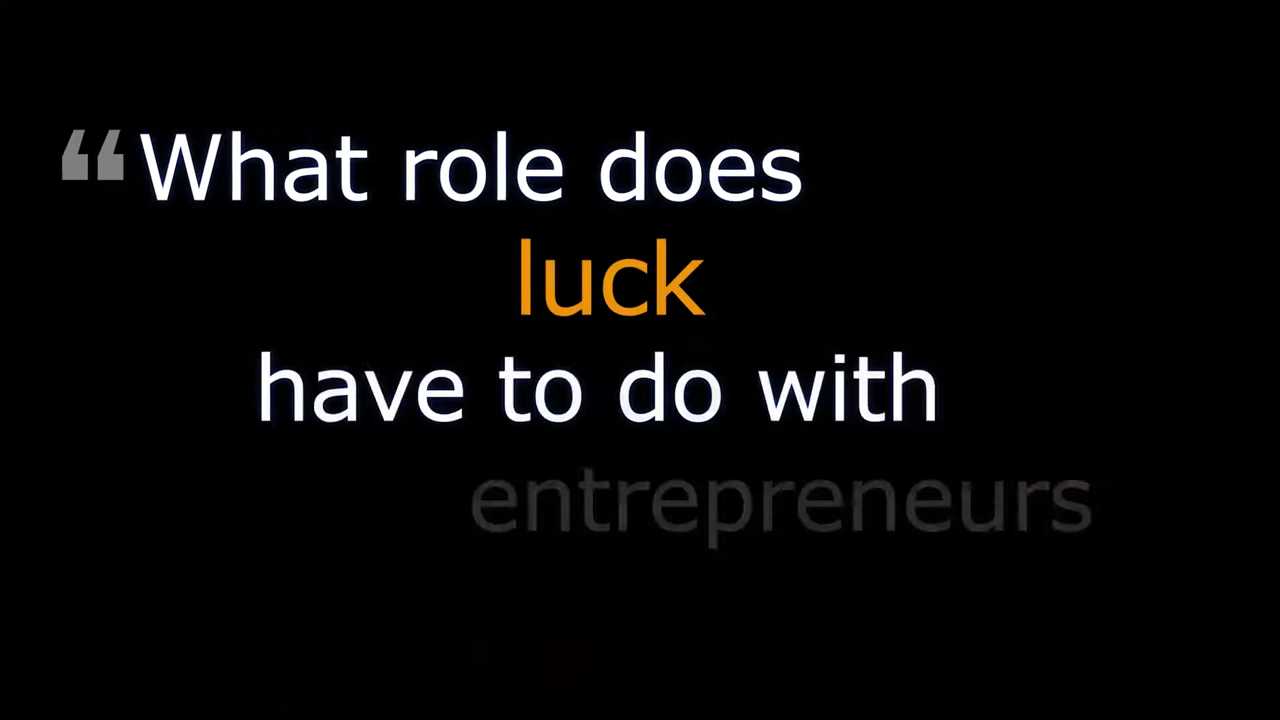 “What role does
luck
have to do with
entrepreneurs